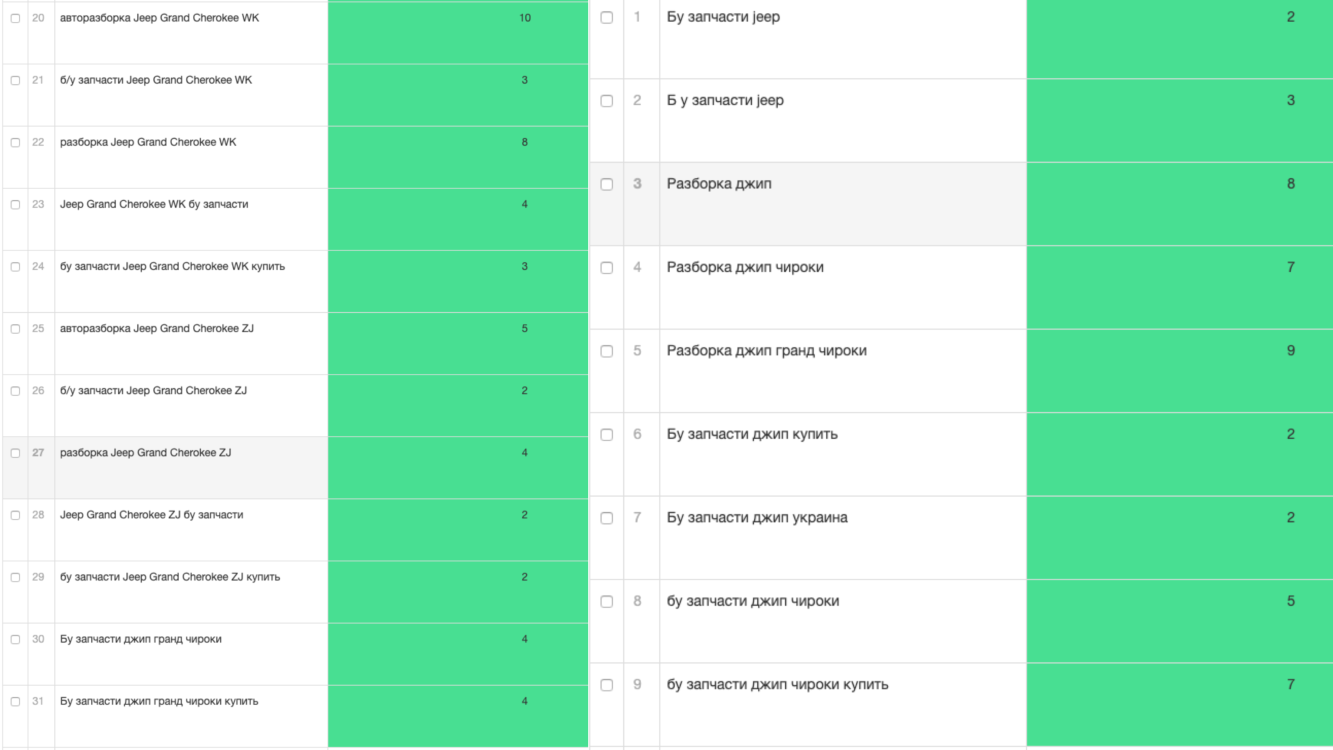 20 авторазборка Jeep Grand Cherokee WK 10
21 б/у запчасти Jeep Grand Cherokee WK 3
22 разборка Jeep Grand Cherokee WK 8
23 Jeep Grand Cherokee WK бу запчасти 4
24 бу запчасти Jeep Grand Cherokee WK купить 3
25 авторазборка Jeep Grand Cherokee ZJ 5
26 б/у запчасти Jeep Grand Cherokee ZJ 2
27 разборка Jeep Grand Cherokee ZJ 4
28 Jeep Grand Cherokee ZJ бу запчасти 2
29 бу запчасти Jeep Grand Cherokee ZJ купить 2
30 Бу запчасти джип гранд чироки 4
31 Бу запчасти джип гранд чироки купить 4
1 Бу запчасти jeep 2
2 Б у запчасти jeep 3
3 Разборка джип 8
4 Разборка джип чироки 7
5 Разборка джип гранд чироки 9
6 Бу запчасти джип купить 2
7 Бу запчасти джип украина 2
8 бу запчасти джип чироки 5
9 бу запчасти джип чироки купить 7